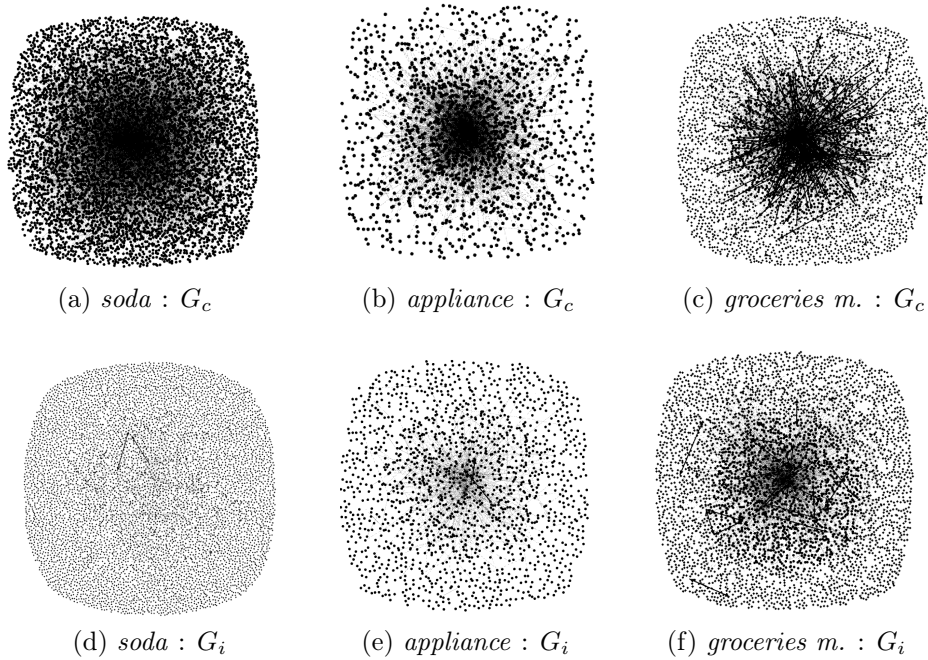 (a) soda : G_c
(b) appliance : G_c
(c) groceries m. : G_c
(d) soda : G_i
(e) appliance : G_i
(f) groceries m. : G_i